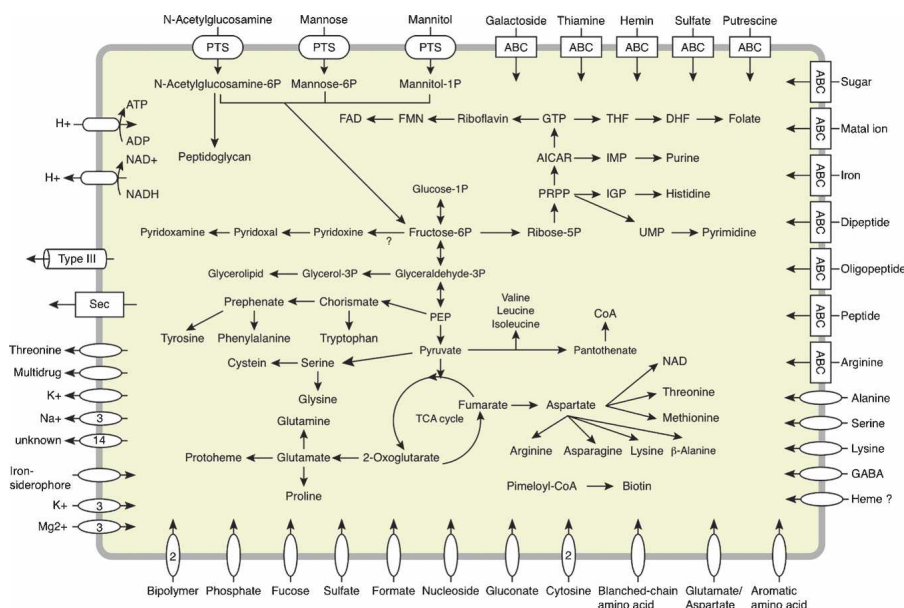 N-Acetylglucosamine Mannose Mannitol Galactoside Thiamine Hemin Sulfate Putrescine
PTS PTS PTS ABC ABC ABC ABC ABC
N-Acetylglucosamine-6P Mannose-6P Mannitol-1P
ABC Sugar
ATP
H+
ADP
FAD FMN Riboflavin GTP THF DHF Folate
ABC Matal ion
Peptidoglycan
AICAR IMP Purine
NAD+
H+
NADH
ABC Iron
Glucose-1P
PRPP IGP Histidine
ABC Dipeptide
Pyridoxamine Pyridoxal Pyridoxine ? Fructose-6P Ribose-5P UMP Pyrimidine
Type III
Glycerolipid Glycerol-3P Glyceraldehyde-3P
ABC Oligopeptide
Sec
Prephenate Chorismate
PEP
Valine
Leucine
Isoleucine
CoA
ABC Peptide
Tyrosine Phenylalanine Tryptophan
Threonine
Pyruvate Pantothenate
NAD
ABC Arginine
Cystein Serine
Multidrug
Glysine
K+
Threonine
Alanine
Fumarate Aspartate
Na+ 3
TCA cycle
Methionine
Serine
Glutamine
unknown 14
Arginine Asparagine Lysine β-Alanine
Lysine
Protoheme Glutamate 2-Oxoglutarate
Iron-
siderophore
GABA
Proline
Pimeloyl-CoA Biotin
K+ 3
Heme ?
Mg2+ 3
2 2
Bipolymer Phosphate Fucose Sulfate Formate Nucleoside Gluconate Cytosine Blanched-chain
amino acid
Glutamate/
Aspartate
Aromatic
amino acid